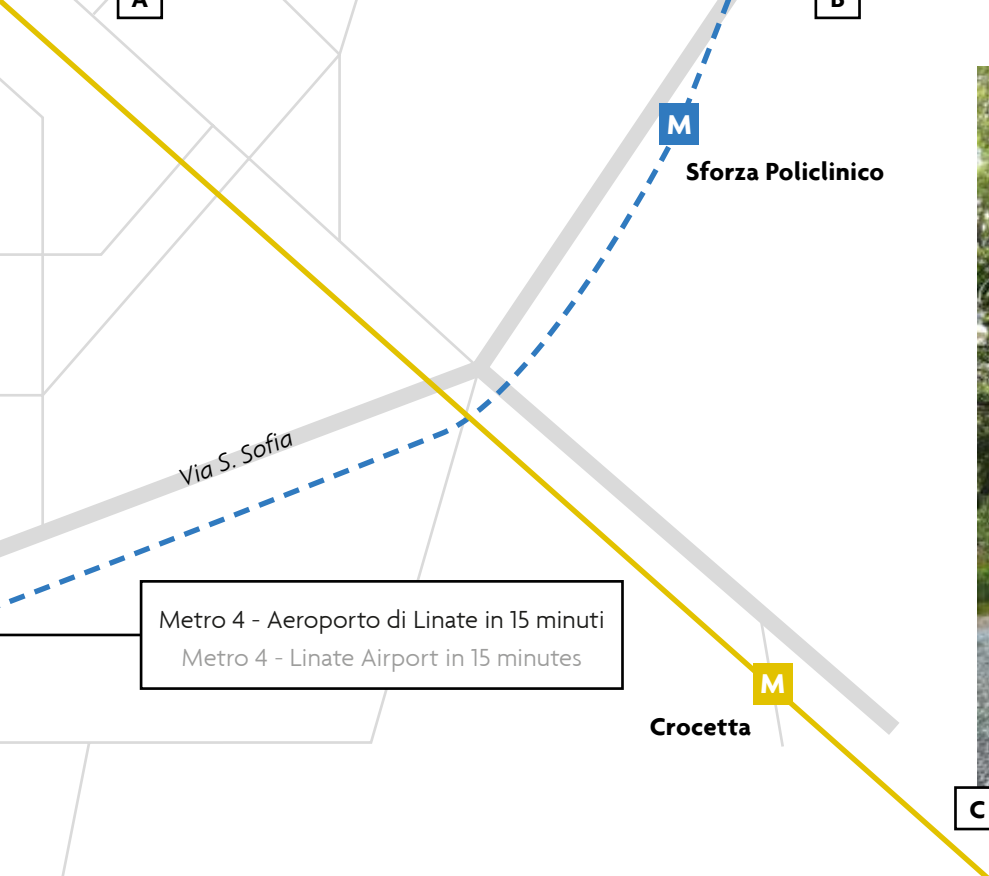 A
B
M
Sforza Policlinico
Via S. Sofia
Metro 4 - Aeroporto di Linate in 15 minuti
Metro 4 - Linate Airport in 15 minutes
M
Crocetta
C